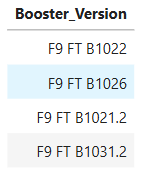 Booster_Version
F9 FT B1022
F9 FT B1026
F9 FT B1021.2
F9 FT B1031.2